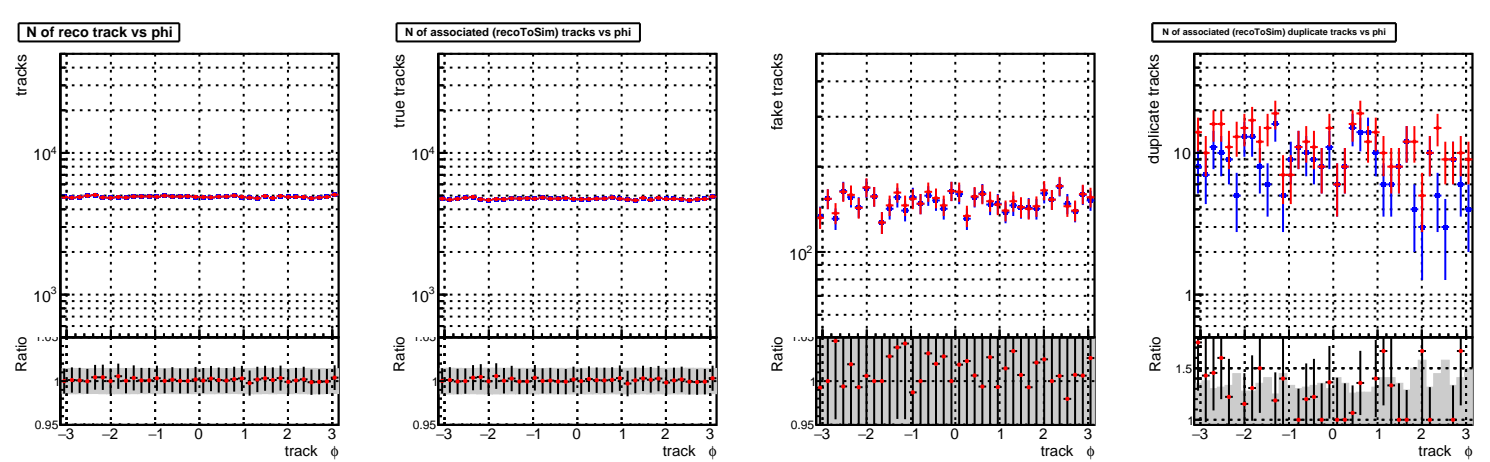 N of reco track vs phi
tracks
10⁴
10³
Ratio
1
0.95
−3 −2 −1 0 1 2 3
track φ
N of associated (recoToSim) tracks vs phi
true tracks
10⁴
10³
Ratio
1
0.95
−3 −2 −1 0 1 2 3
track φ
fake tracks
10²
Ratio
1
0.95
−3 −2 −1 0 1 2 3
track φ
N of associated (recoToSim) duplicate tracks vs phi
duplicate tracks
10
1
Ratio
1.5
1
−3 −2 −1 0 1 2 3
track φ